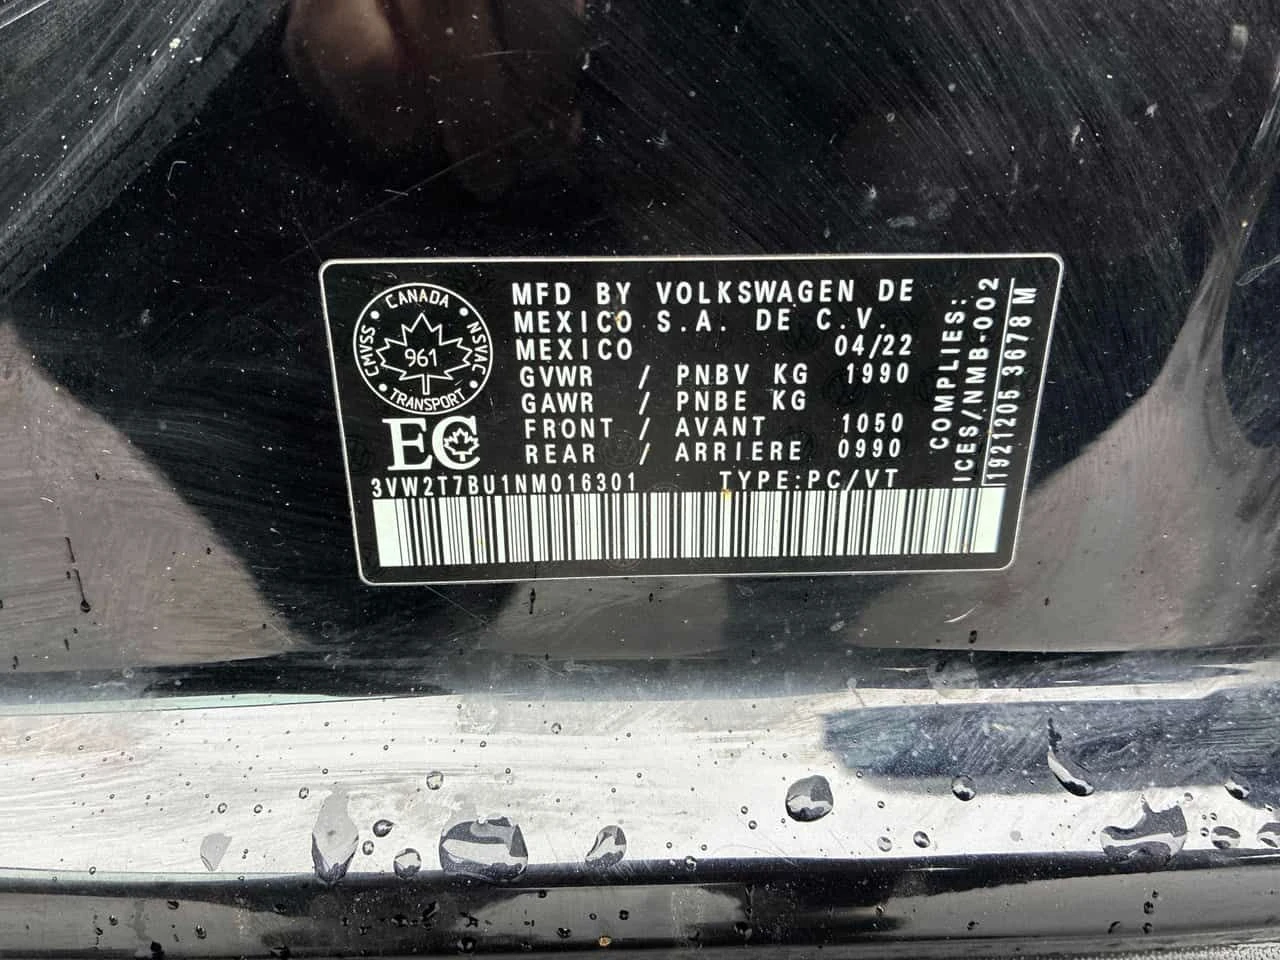 CANADA
CMVSS • NSVAC
961
• TRANSPORT •
EC
MFD BY VOLKSWAGEN DE
MEXICO S.A. DE C.V.
MEXICO 04/22
GVWR / PNBV KG 1990
GAWR / PNBE KG
FRONT / AVANT 1050
REAR / ARRIERE 0990
3VW2T7BU1NM016301 TYPE:PC/VT
COMPLIES:
ICES/NMB-002
1921205 3678 M